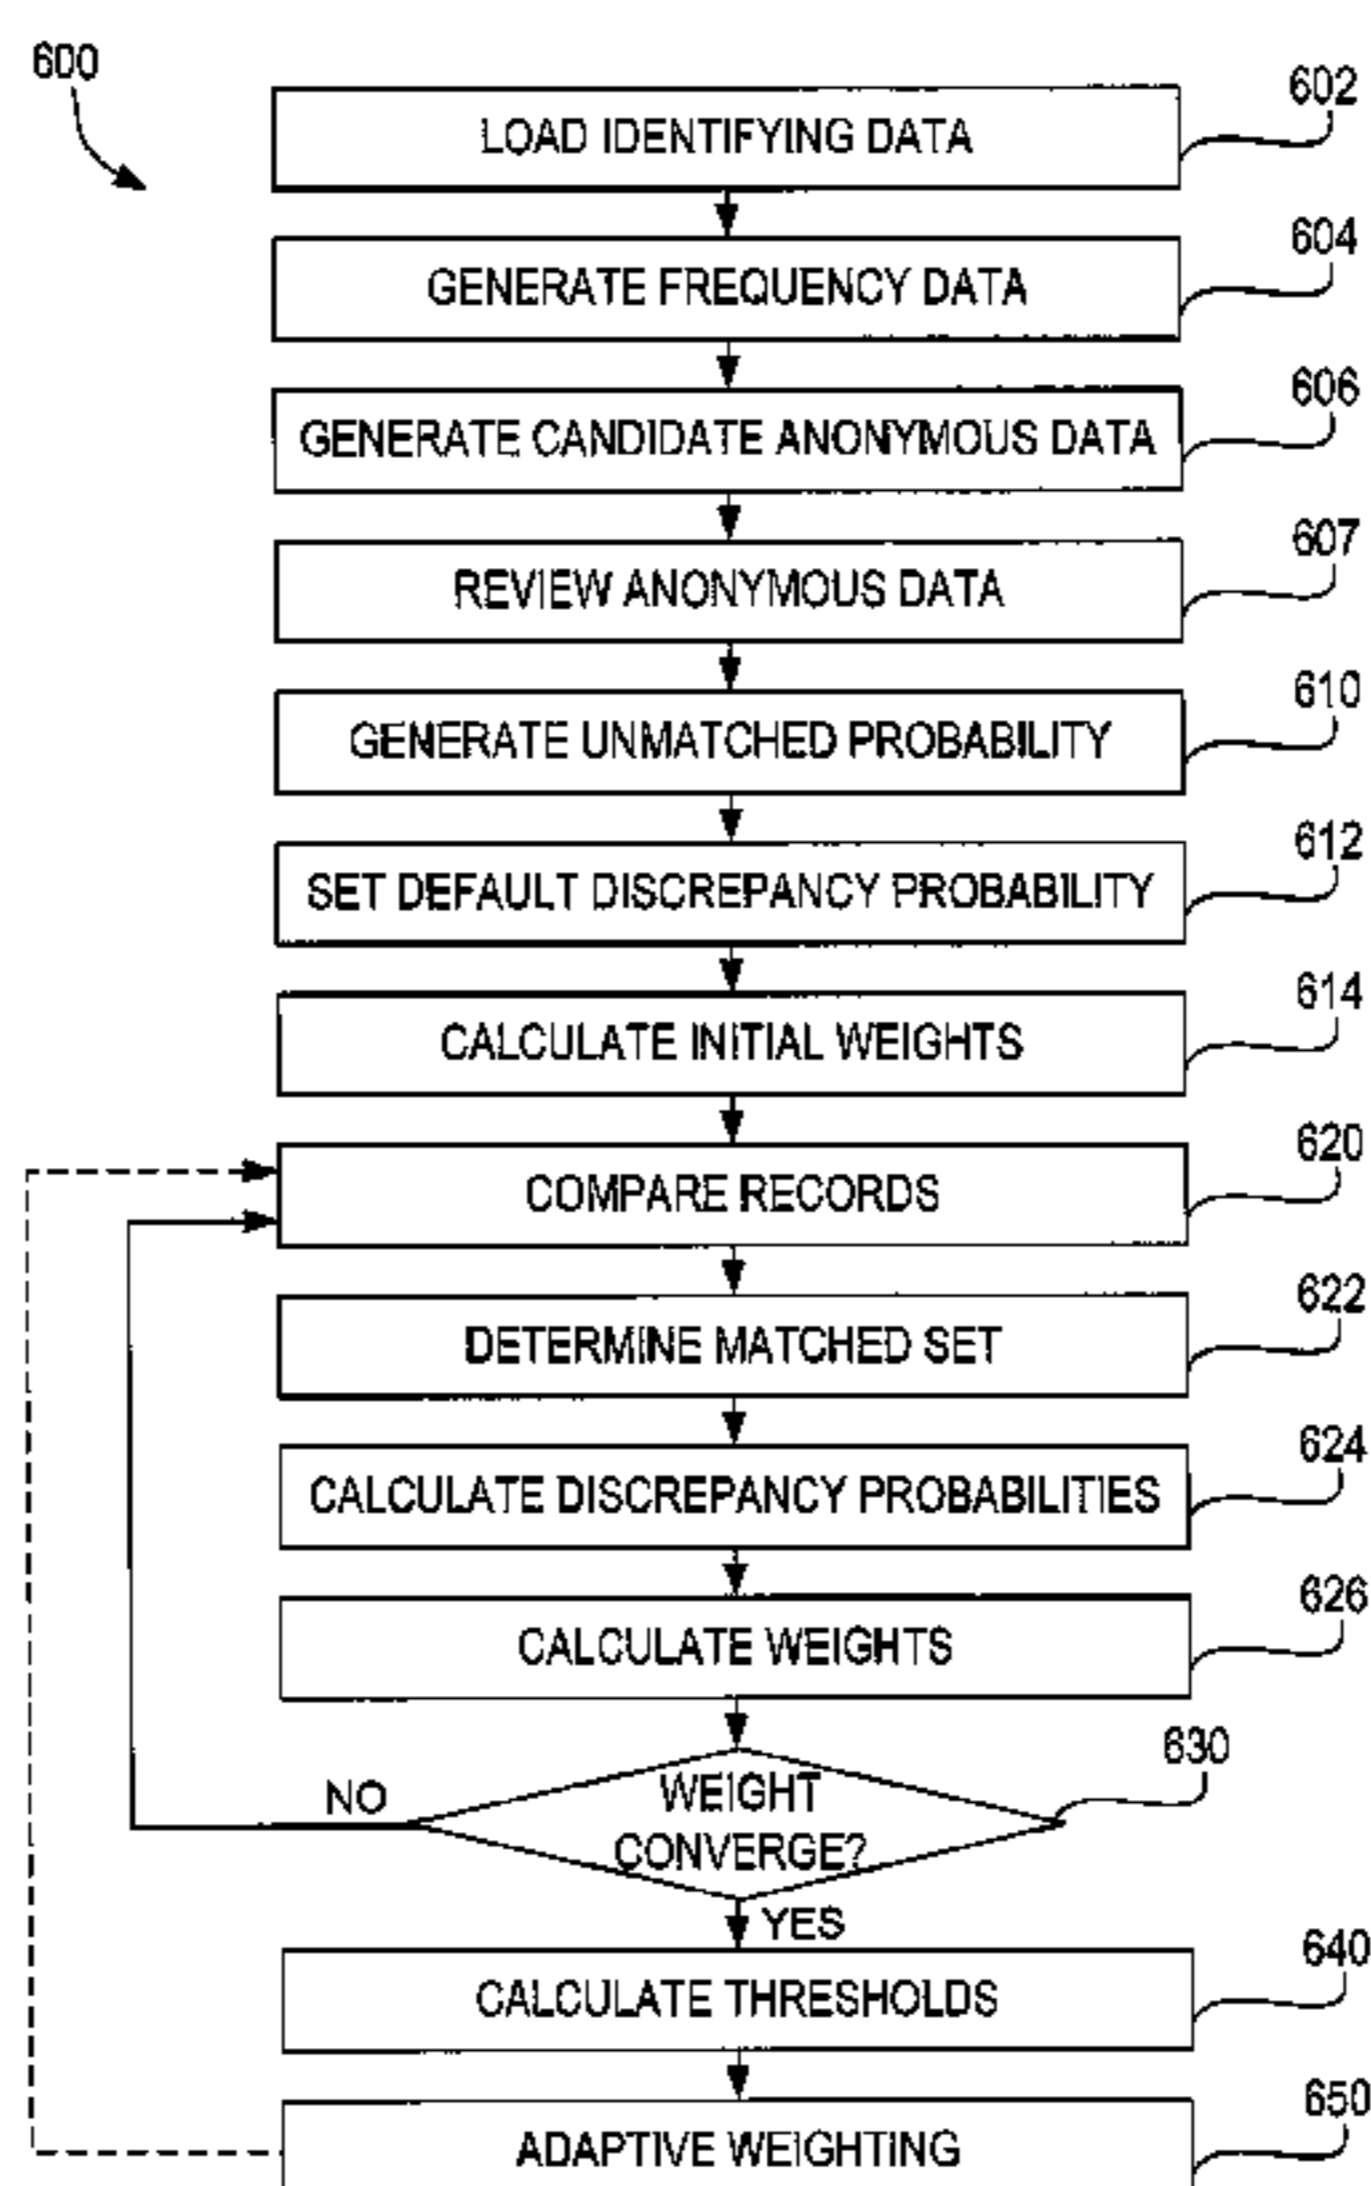 600
LOAD IDENTIFYING DATA
602
GENERATE FREQUENCY DATA
604
GENERATE CANDIDATE ANONYMOUS DATA
606
REVIEW ANONYMOUS DATA
607
GENERATE UNMATCHED PROBABILITY
610
SET DEFAULT DISCREPANCY PROBABILITY
612
CALCULATE INITIAL WEIGHTS
614
COMPARE RECORDS
620
DETERMINE MATCHED SET
622
CALCULATE DISCREPANCY PROBABILITIES
624
CALCULATE WEIGHTS
626
NO
WEIGHT
CONVERGE?
630
YES
CALCULATE THRESHOLDS
640
ADAPTIVE WEIGHTING
650